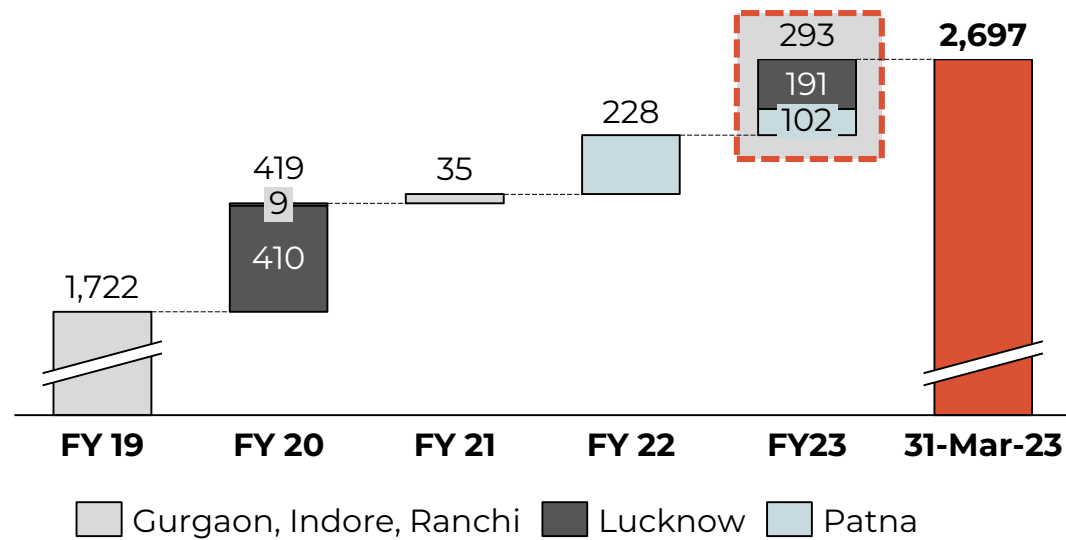 293
2,697
191
102
228
419
35
9
410
1,722
FY 19
FY 20
FY 21
FY 22
FY23
31-Mar-23
Gurgaon, Indore, Ranchi
Lucknow
Patna